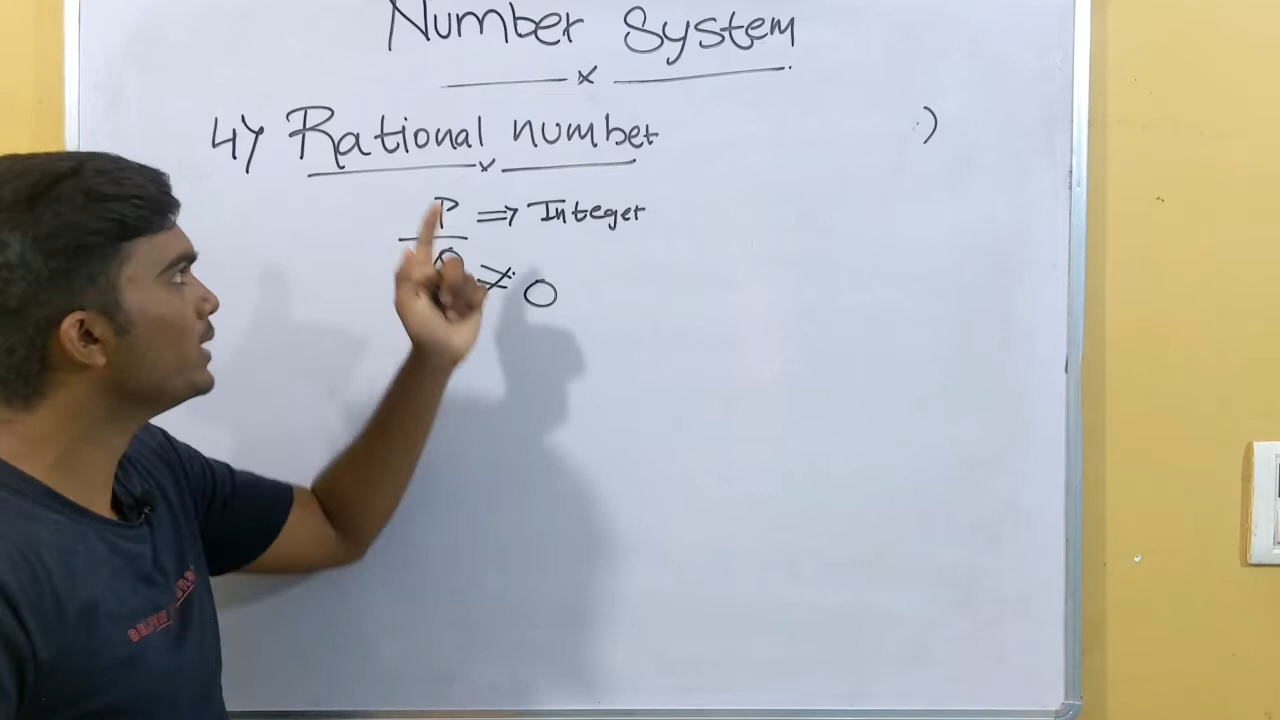 Number System
4) Rational number
P => Integer
Q ≠ 0